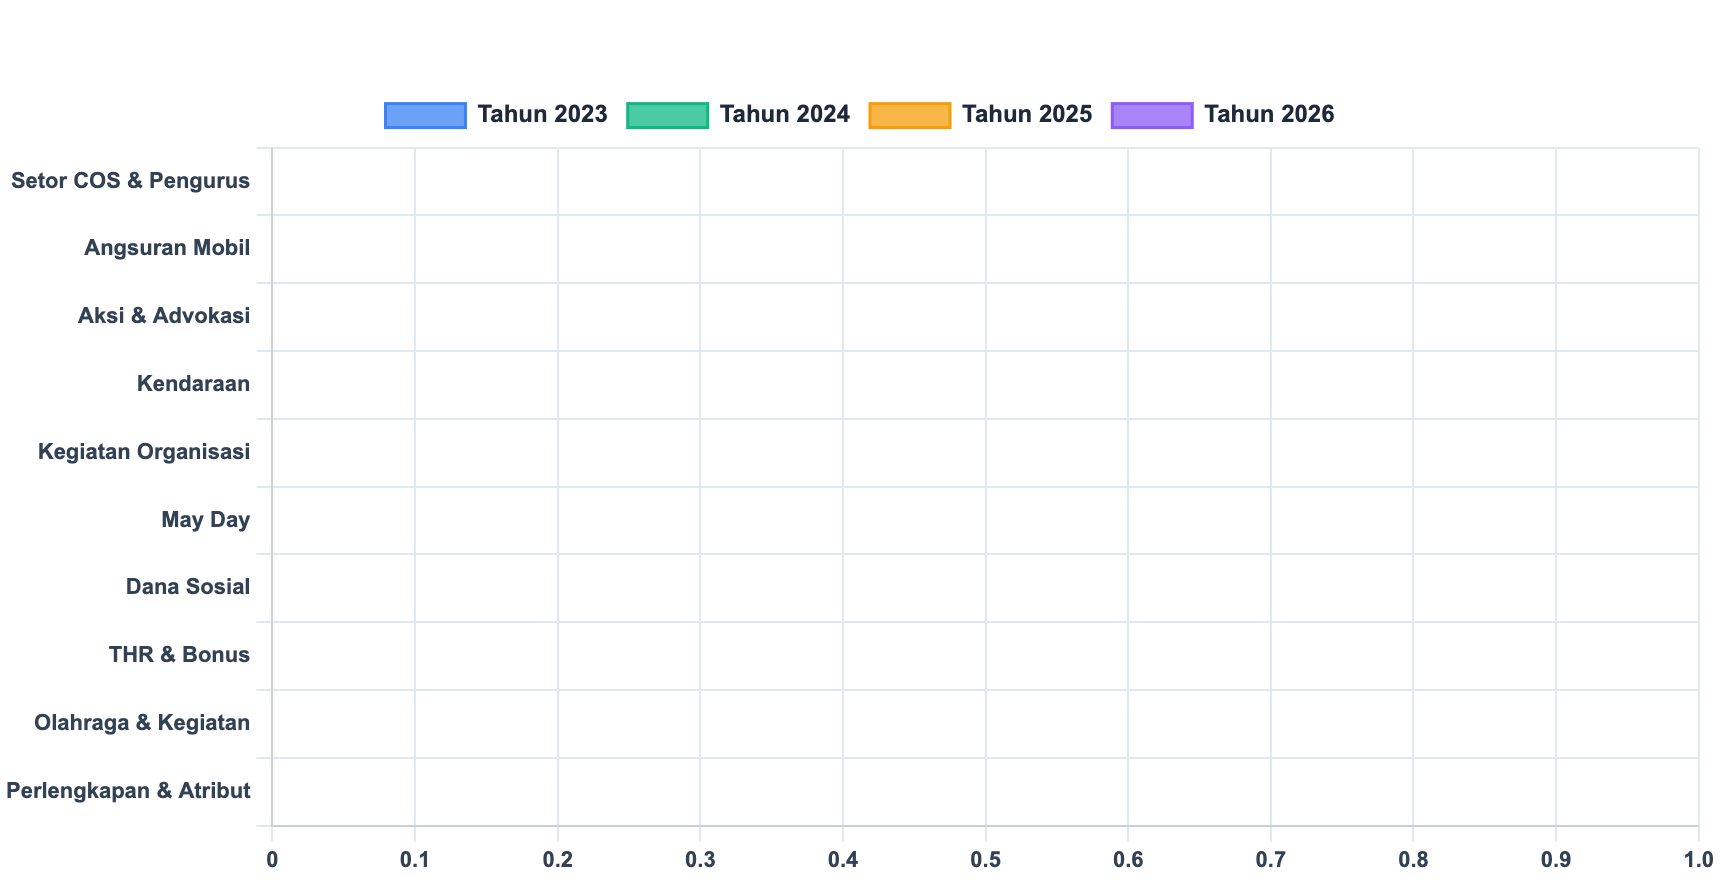 Tahun 2023 Tahun 2024 Tahun 2025 Tahun 2026
Setor COS & Pengurus
Angsuran Mobil
Aksi & Advokasi
Kendaraan
Kegiatan Organisasi
May Day
Dana Sosial
THR & Bonus
Olahraga & Kegiatan
Perlengkapan & Atribut
0 0.1 0.2 0.3 0.4 0.5 0.6 0.7 0.8 0.9 1.0